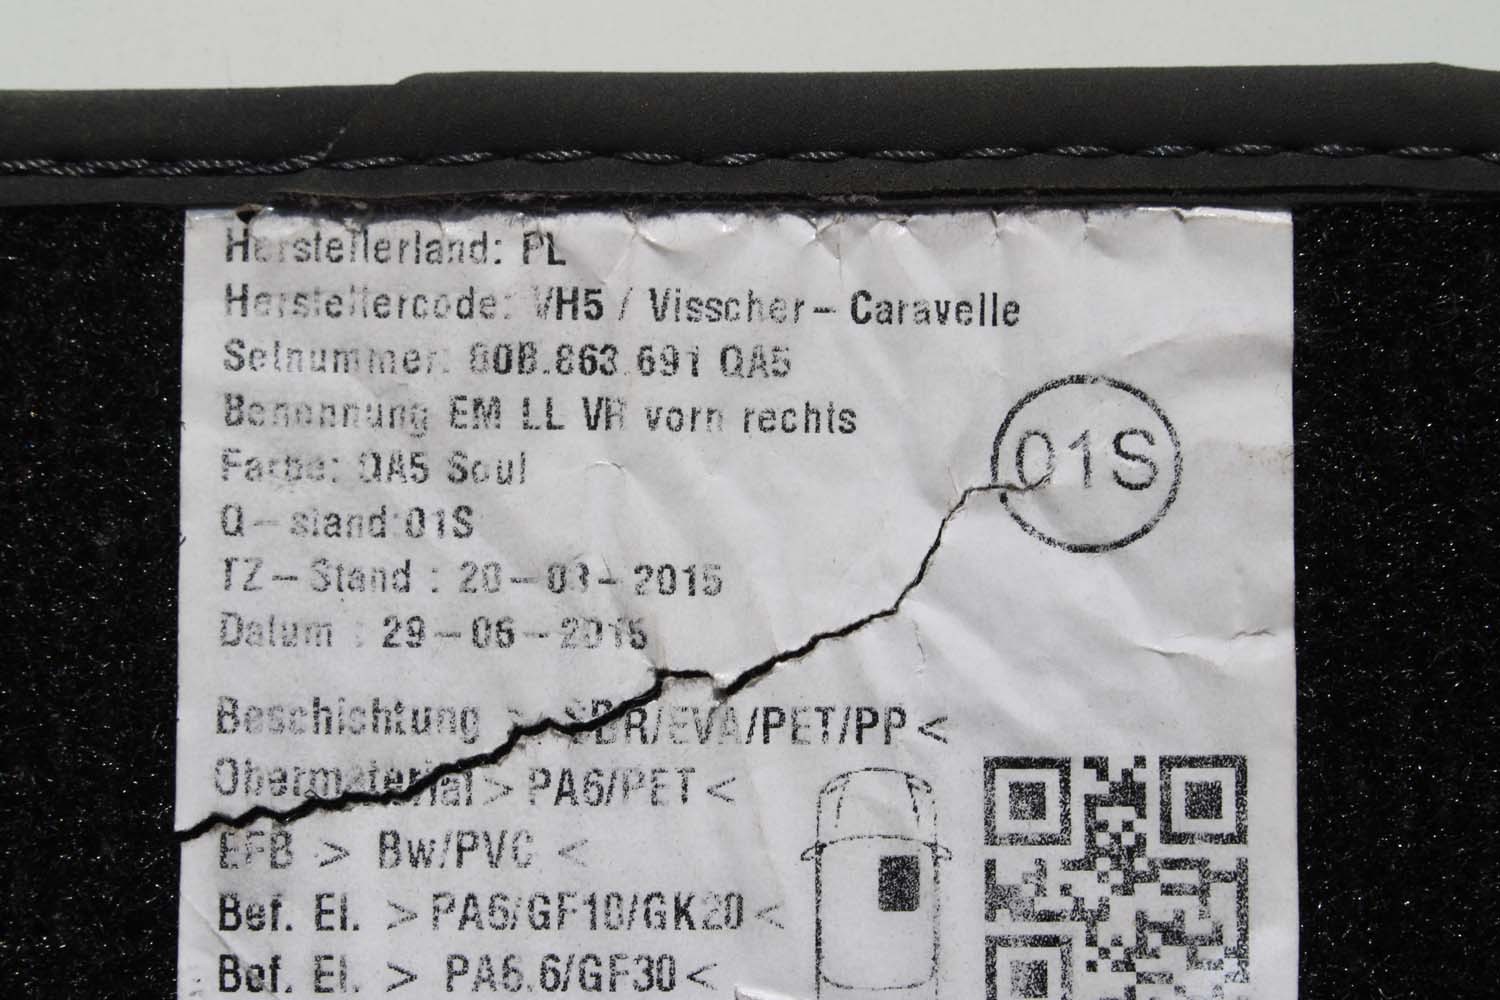 Herstellerland: PL
Herstellercode: VH5 / Visscher-Caravelle
Setnummer: 80B.863.691 QA5
Benennung EM LL VR vorn rechts
Farbe: QA5 Soul
Q-stand:01S
01S
TZ-Stand : 20-03-2015
Datum : 29-06-2015
Beschichtung > SBR/EVA/PET/PP<
Obermaterial > PA6/PET <
EFB > Bw/PVC <
Bef. El. > PA6/GF10/GK20 <
Bef. El. > PA6.6/GF30<